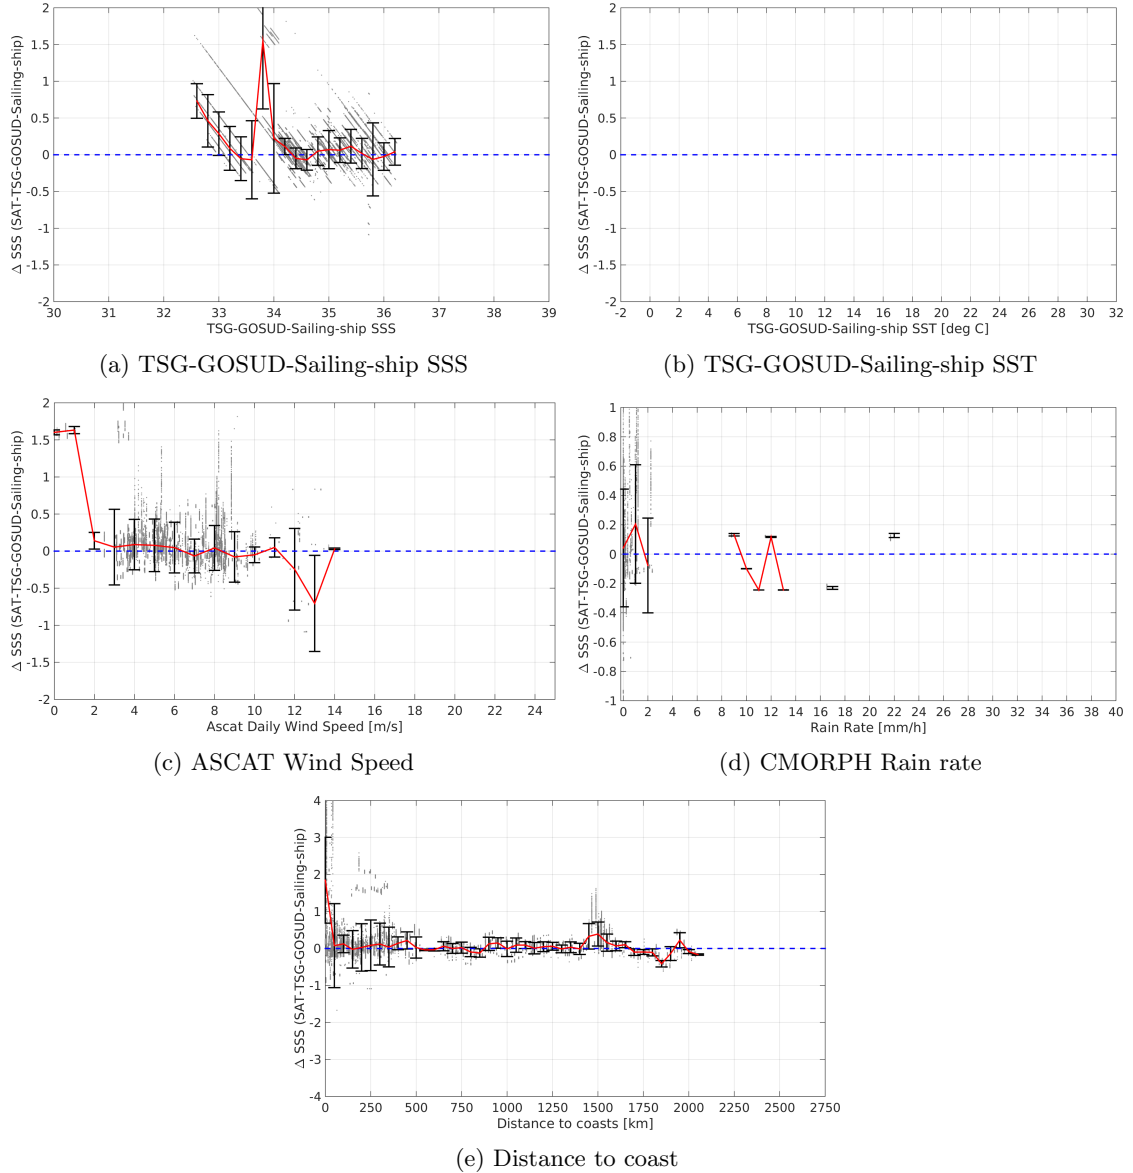 2
1.5
1
0.5
0
-0.5
-1
-1.5
2
30 31 32 33 34 35 36 37 38 39
TSG-GOSUD-Sailing-ship SSS
Δ SSS (SAT-TSG-GOSUD-Sailing-ship)
(a) TSG-GOSUD-Sailing-ship SSS
2
1.5
1
0.5
0
-0.5
-1
-1.5
2
-2 0 2 4 6 8 10 12 14 16 18 20 22 24 26 28 30 32
TSG-GOSUD-Sailing-ship SST [deg C]
Δ SSS (SAT-TSG-GOSUD-Sailing-ship)
(b) TSG-GOSUD-Sailing-ship SST
2
1.5
1
0.5
0
-0.5
-1
-1.5
-2
0 2 4 6 8 10 12 14 16 18 20 22 24
Ascat Daily Wind Speed [m/s]
Δ SSS (SAT-TSG-GOSUD-Sailing-ship)
(c) ASCAT Wind Speed
1
0.8
0.6
0.4
0.2
0
-0.2
-0.4
-0.6
-0.8
-1
0 2 4 6 8 10 12 14 16 18 20 22 24 26 28 30 32 34 36 38 40
Rain Rate [mm/h]
Δ SSS (SAT-TSG-GOSUD-Sailing-ship)
(d) CMORPH Rain rate
4
3
2
1
0
-1
-2
-3
-4
0 250 500 750 1000 1250 1500 1750 2000 2250 2500 2750
Distance to coasts [km]
Δ SSS (SAT-TSG-GOSUD-Sailing-ship)
(e) Distance to coast